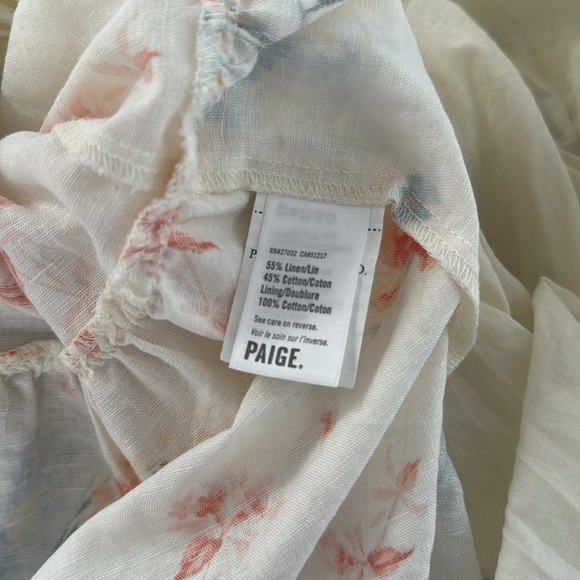 RN#27002 CA#51217
55% Linen/Lin
45% Cotton/Coton
Lining/Doublure
100% Cotton/Coton
See care on reverse.
Voir le soin sur l'inverse.
PAIGE.